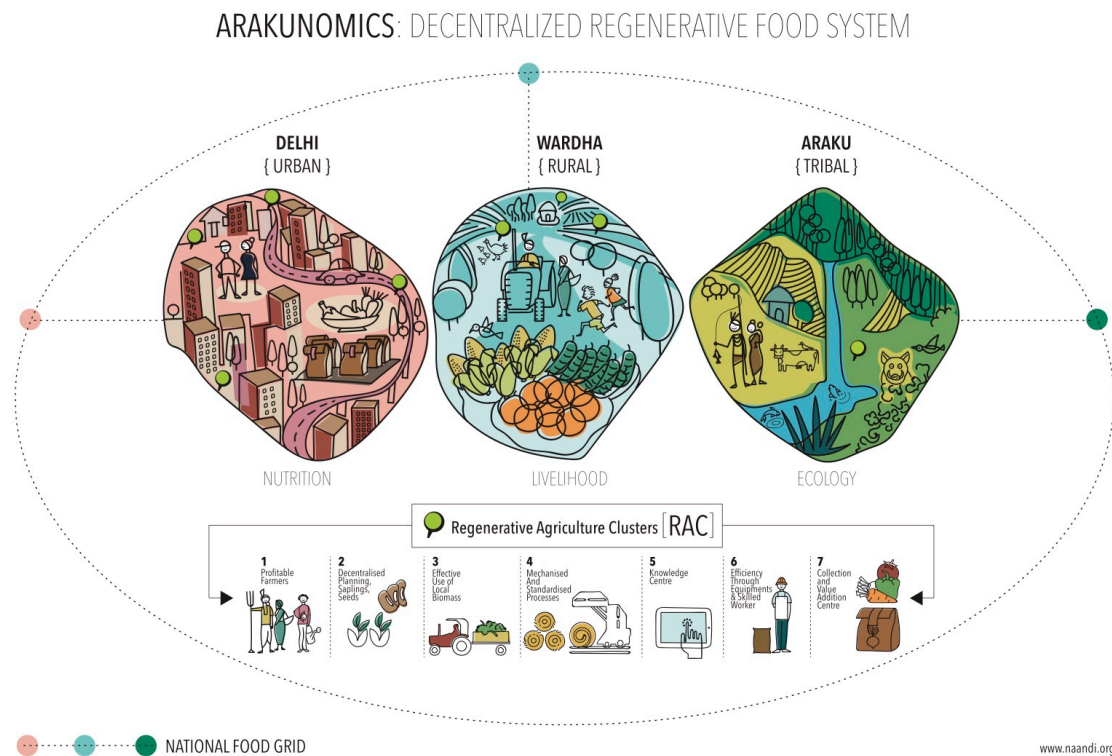 ARAKUNOMICS: DECENTRALIZED REGENERATIVE FOOD SYSTEM
DELHI
{ URBAN }
WARDHA
{ RURAL }
ARAKU
{ TRIBAL }
NUTRITION
LIVELIHOOD
ECOLOGY
Regenerative Agriculture Clusters [RAC]
1
Profitable
Farmers
2
Decentralised
Planning,
Saplings,
Seeds
3
Effective
Use of
Local
Biomass
4
Mechanised
And
Standardised
Processes
5
Knowledge
Centre
6
Efficiency
Through
Equipments
& Skilled
Worker
7
Collection
and
Value
Addition
Centre
NATIONAL FOOD GRID
www.naandi.org